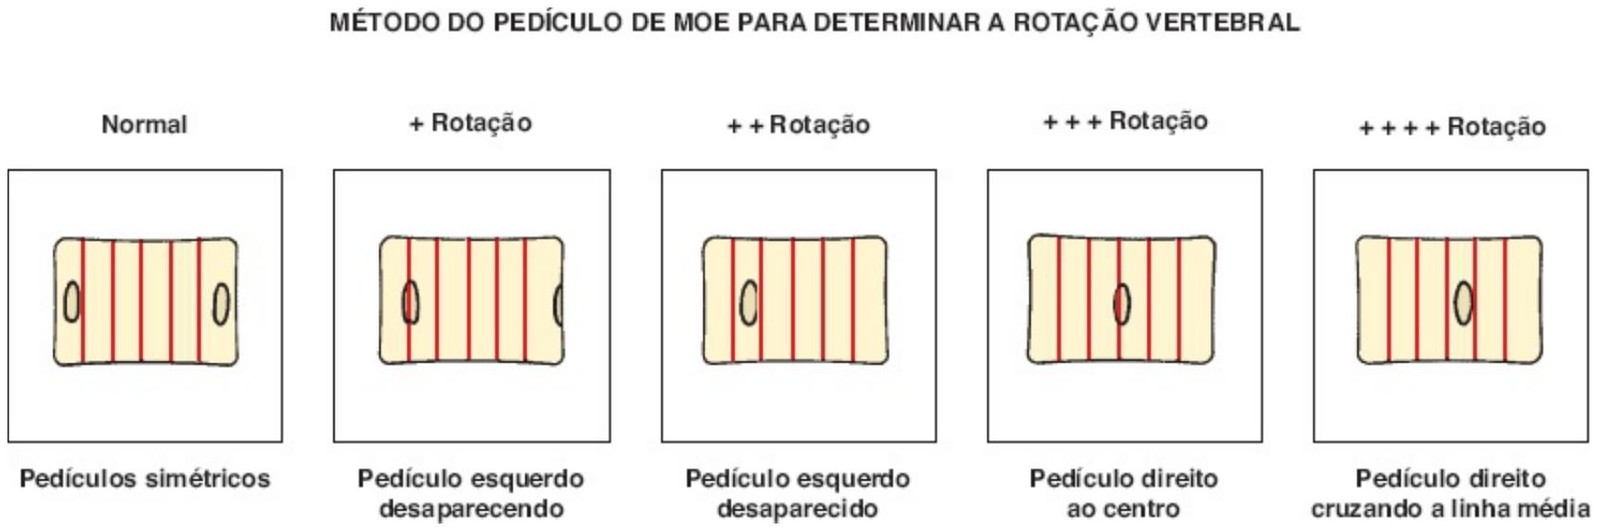 MÉTODO DO PEDÍCULO DE MOE PARA DETERMINAR A ROTAÇÃO VERTEBRAL
Normal
+ Rotação
+ + Rotação
+ + + Rotação
+ + + + Rotação
Pedículos simétricos
Pedículo esquerdo
desaparecendo
Pedículo esquerdo
desaparecido
Pedículo direito
ao centro
Pedículo direito
cruzando a linha média